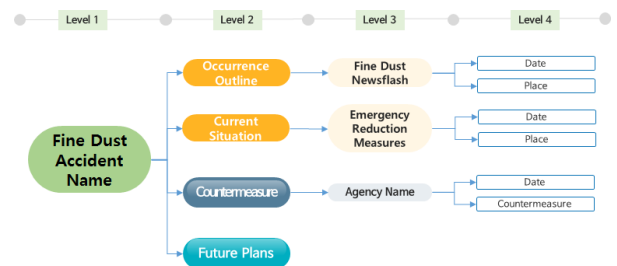 Level 1
Level 2
Level 3
Level 4
Fine Dust
Accident
Name
Occurrence
Outline
Fine Dust
Newsflash
Date
Place
Current
Situation
Emergency
Reduction
Measures
Date
Place
Countermeasure
Agency Name
Date
Countermeasure
Future Plans